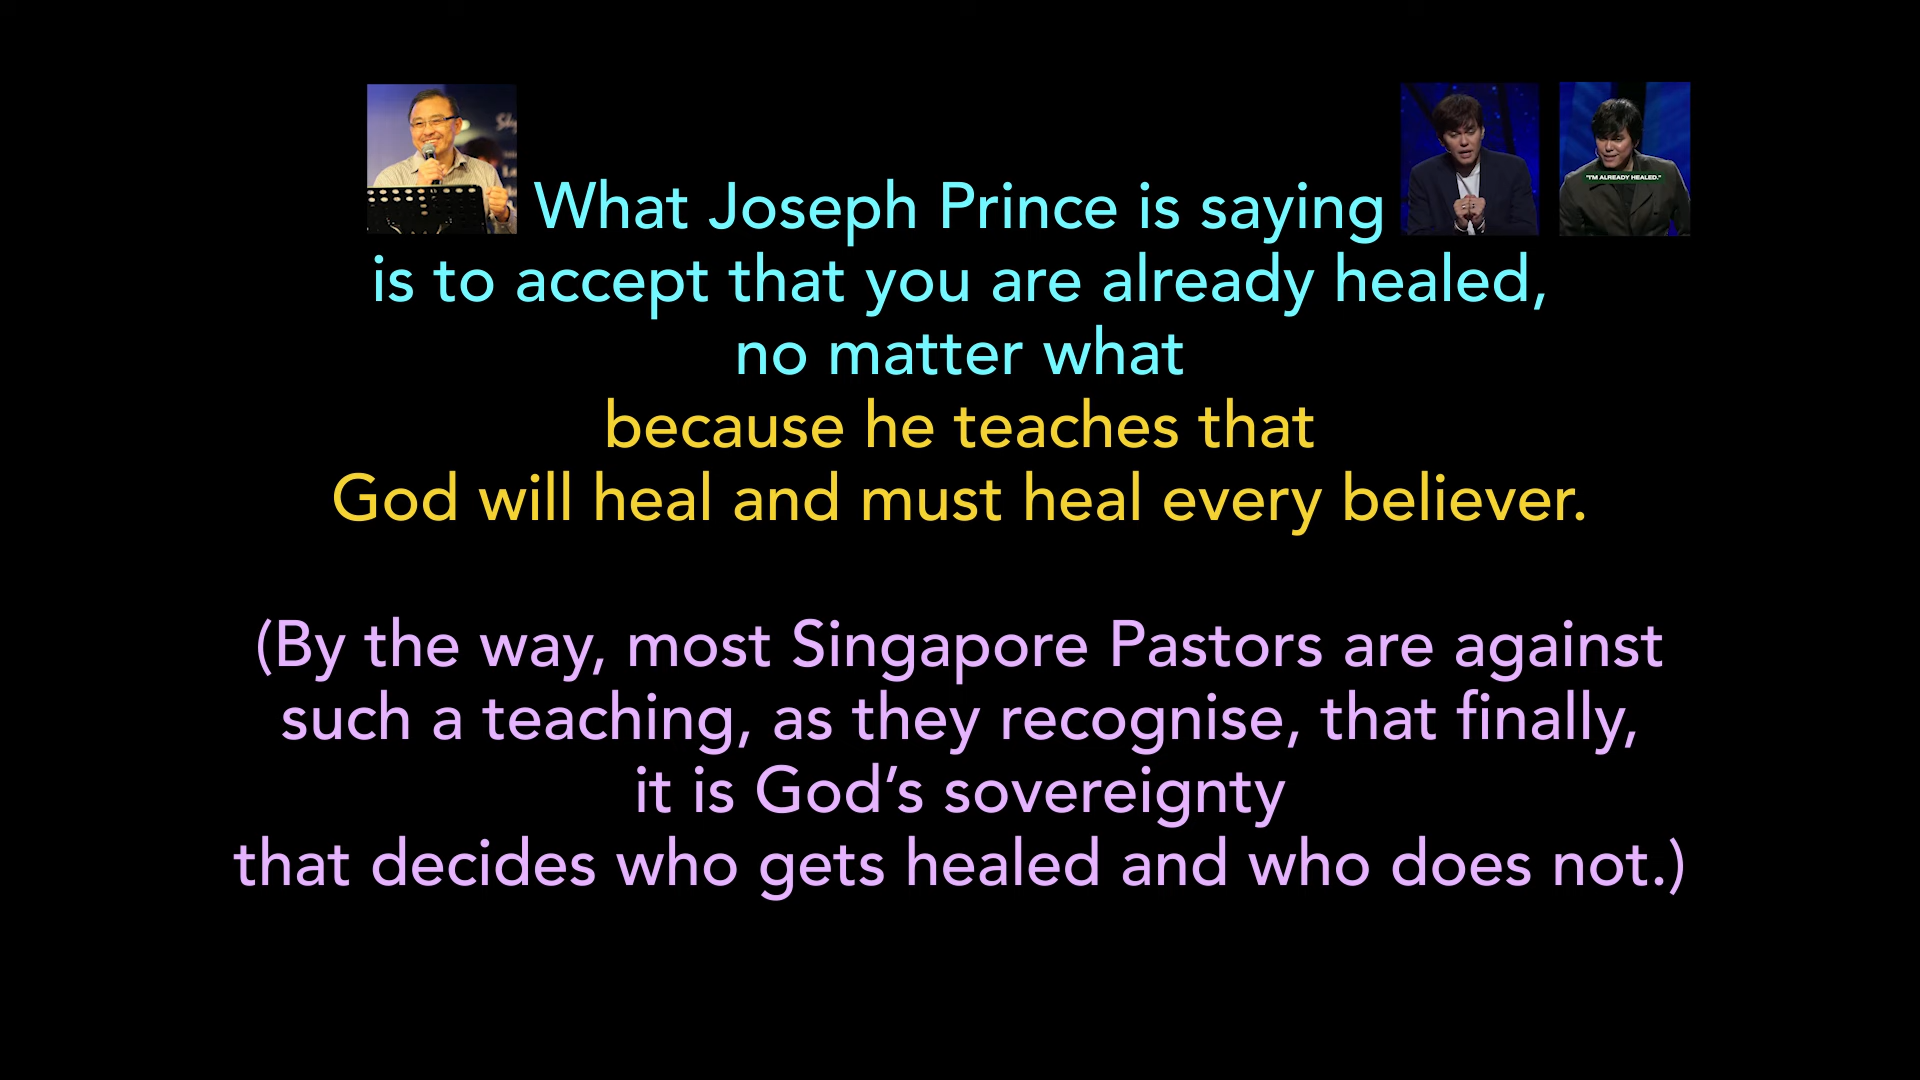 What Joseph Prince is saying
"I'M ALREADY HEALED."
is to accept that you are already healed,
no matter what
because he teaches that
God will heal and must heal every believer.
(By the way, most Singapore Pastors are against
such a teaching, as they recognise, that finally,
it is God’s sovereignty
that decides who gets healed and who does not.)